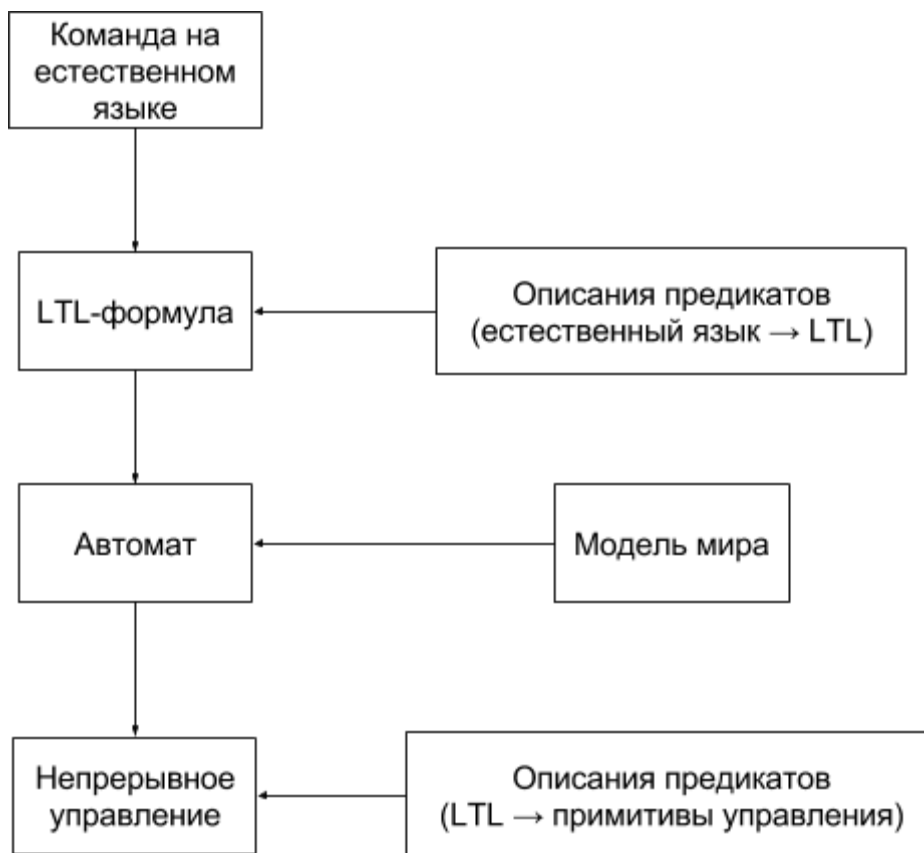 Команда на
естественном
языке
LTL-формула
Описания предикатов
(естественный язык → LTL)
Автомат
Модель мира
Непрерывное
управление
Описания предикатов
(LTL → примитивы управления)